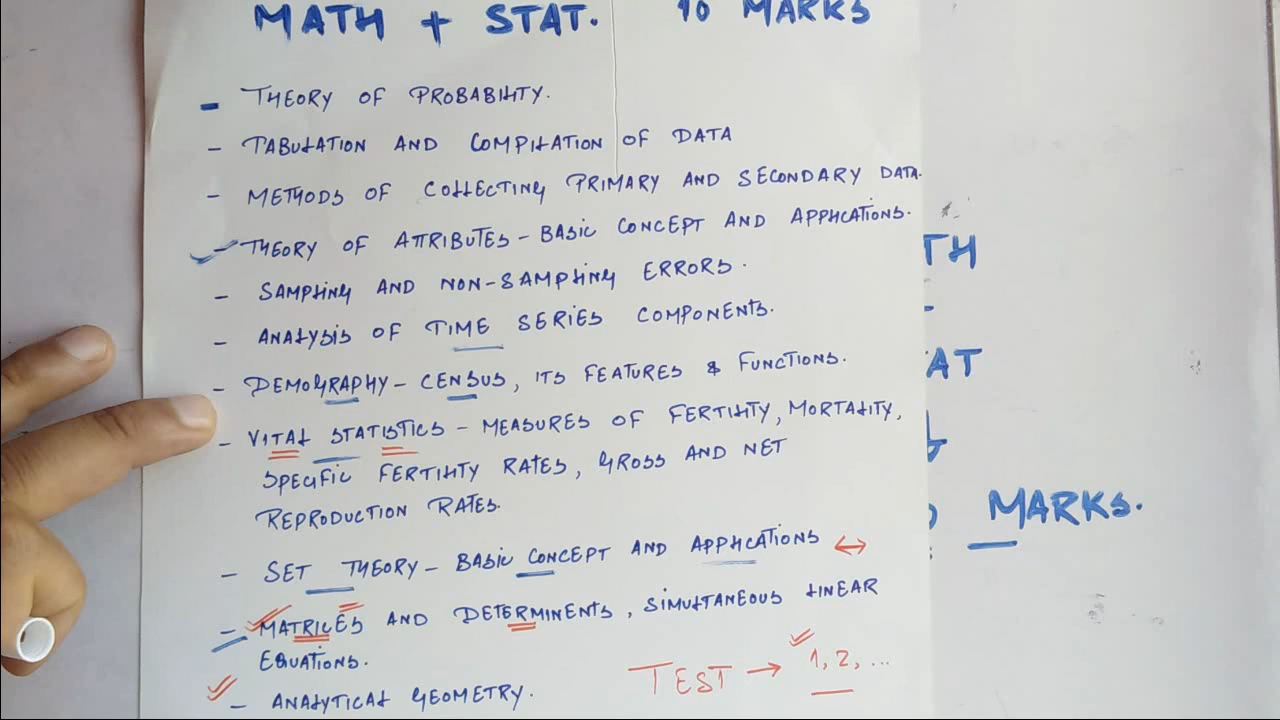 MATH + STAT. 10 MARKS
- THEORY OF PROBABILITY.
- TABULATION AND COMPILATION OF DATA
- METHODS OF COLLECTING PRIMARY AND SECONDARY DATA.
- THEORY OF ATTRIBUTES - BASIC CONCEPT AND APPLICATIONS.
- SAMPLING AND NON-SAMPLING ERRORS.
- ANALYSIS OF TIME SERIES COMPONENTS.
- DEMOGRAPHY - CENSUS, ITS FEATURES & FUNCTIONS.
- VITAL STATISTICS - MEASURES OF FERTILITY, MORTALITY,
SPECIFIC FERTILITY RATES, GROSS AND NET
REPRODUCTION RATES.
- SET THEORY - BASIC CONCEPT AND APPLICATIONS ↔
- MATRICES AND DETERMINENTS, SIMULTANEOUS LINEAR
EQUATIONS.
- ANALYTICAL GEOMETRY.
TEST → 1, 2, ...
TH
AT
MARKS.